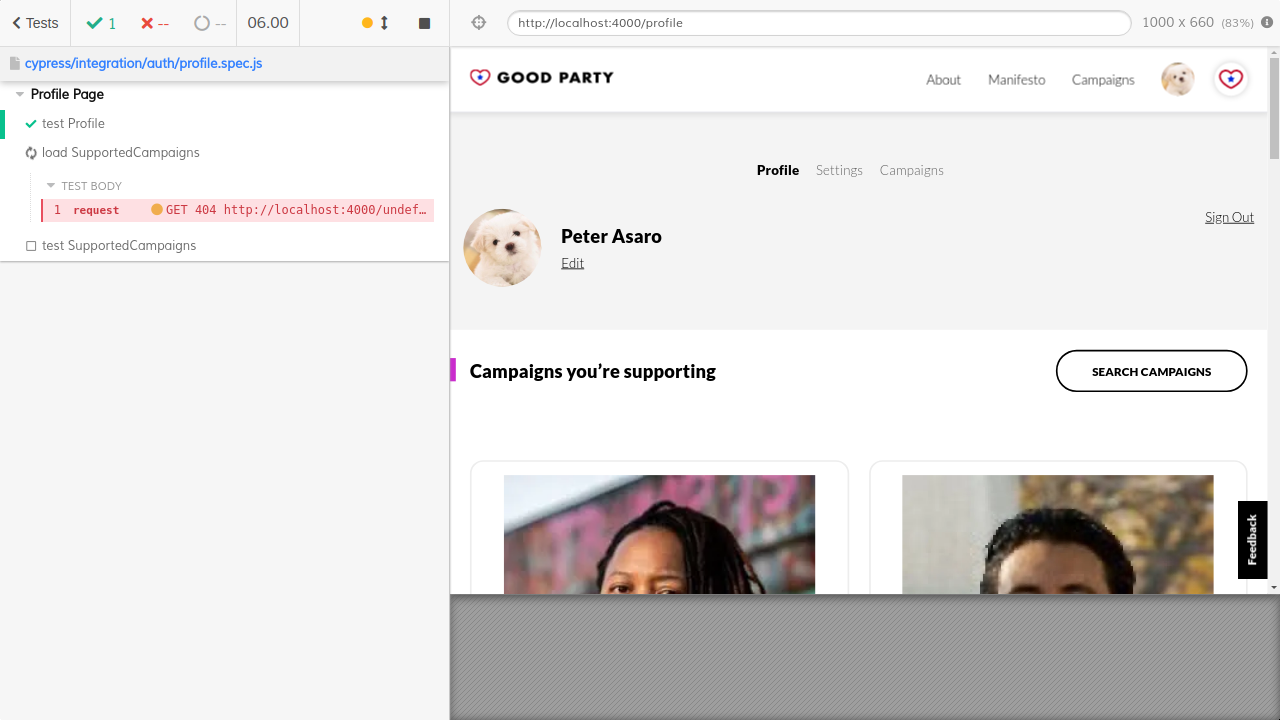 Tests
1
--
--
06.00
http://localhost:4000/profile
1000 x 660 (83%)
cypress/integration/auth/profile.spec.js
Profile Page
test Profile
load SupportedCampaigns
TEST BODY
1 request GET 404 http://localhost:4000/undef…
test SupportedCampaigns
GOOD PARTY
About
Manifesto
Campaigns
Profile
Settings
Campaigns
Sign Out
Peter Asaro
Edit
Campaigns you’re supporting
SEARCH CAMPAIGNS
Feedback